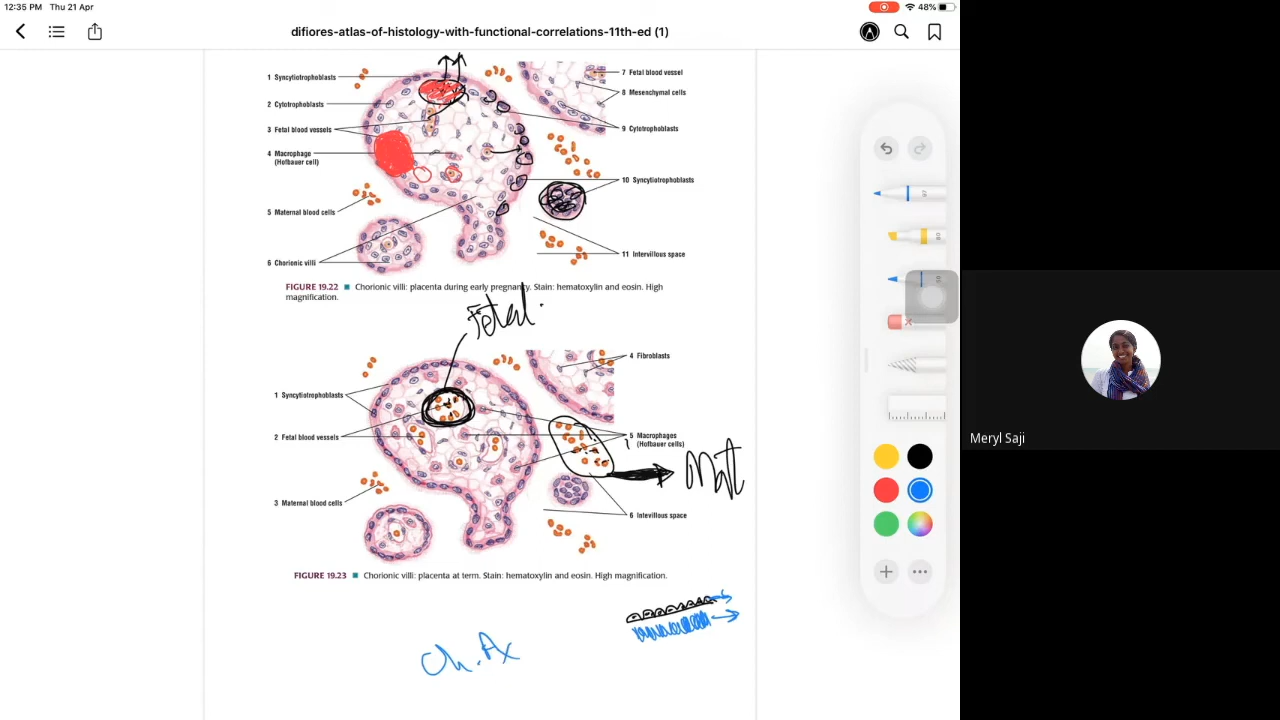 12:35 PM Thu 21 Apr
48%
difiores-atlas-of-histology-with-functional-correlations-11th-ed (1)
1 Syncytiotrophoblasts
2 Cytotrophoblasts
3 Fetal blood vessels
4 Macrophage
(Hofbauer cell)
5 Maternal blood cells
6 Chorionic villi
7 Fetal blood vessel
8 Mesenchymal cells
9 Cytotrophoblasts
10 Syncytiotrophoblasts
11 Intervillous space
FIGURE 19.22 ■ Chorionic villi: placenta during early pregnancy. Stain: hematoxylin and eosin. High
magnification.
Fetal.
1 Syncytiotrophoblasts
2 Fetal blood vessels
3 Maternal blood cells
4 Fibroblasts
5 Macrophages
(Hofbauer cells)
Mat
6 Intevillous space
FIGURE 19.23 ■ Chorionic villi: placenta at term. Stain: hematoxylin and eosin. High magnification.
Meryl Saji